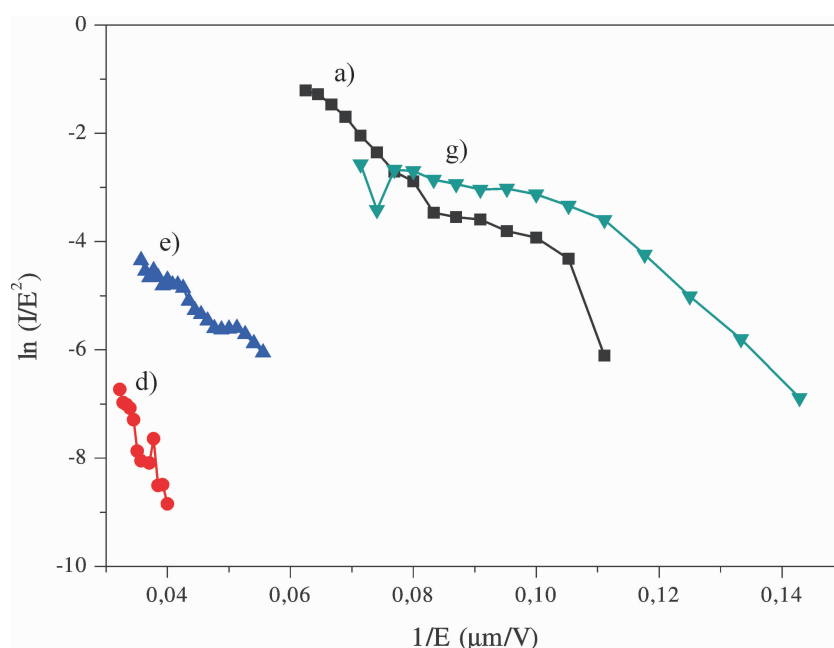 0
a)
-2
g)
-4
e)
ln (I/E²)
-6
d)
-8
-10
0,04
0,06
0,08
0,10
0,12
0,14
1/E (μm/V)